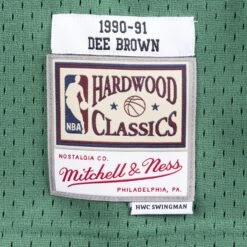 1990-91
DEE BROWN
HARDWOOD
NBA
CLASSICS
NOSTALGIA CO.
Mitchell & Ness
PHILADELPHIA, PA.
HWC SWINGMAN